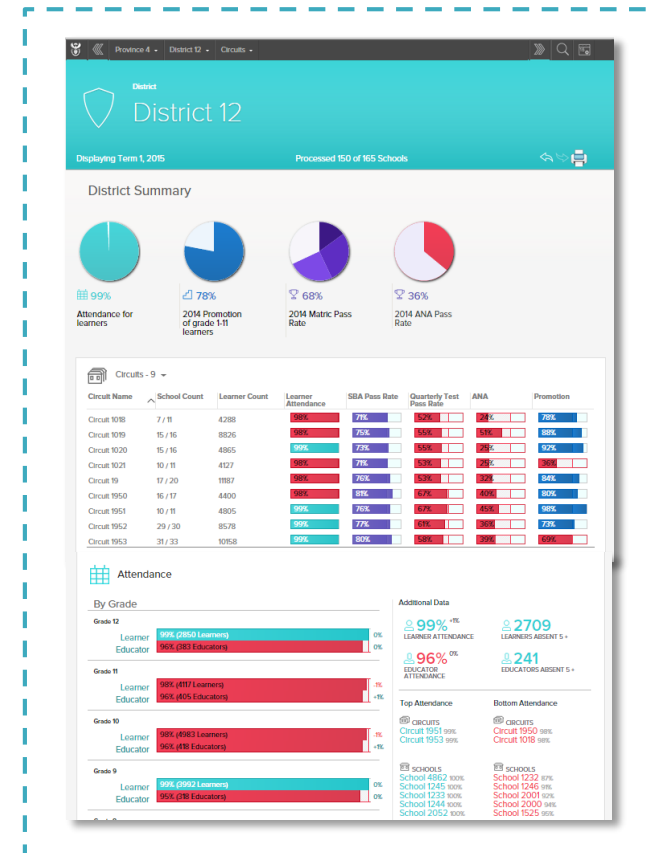 Province 4 District 12 Circuits
District
District 12
Displaying Term 1, 2015 Processed 150 of 165 Schools
District Summary
99% 78% 68% 36%
Attendance for learners
2014 Promotion of grade 1-11 learners
2014 Matric Pass Rate
2014 ANA Pass Rate
Circuits - 9
Circuit Name School Count Learner Count Learner Attendance SBA Pass Rate Quarterly Test Pass Rate ANA Promotion
Circuit 1018 7 / 11 4288 98% 71% 52% 24% 78%
Circuit 1019 15 / 16 8826 98% 75% 55% 51% 88%
Circuit 1020 15 / 16 4865 99% 73% 55% 25% 92%
Circuit 1021 10 / 11 4127 98% 71% 53% 25% 36%
Circuit 19 17 / 20 11187 98% 76% 53% 32% 84%
Circuit 1950 16 / 17 4400 98% 81% 67% 40% 80%
Circuit 1951 10 / 11 4805 99% 76% 67% 45% 98%
Circuit 1952 29 / 30 8578 99% 77% 61% 36% 73%
Circuit 1953 31 / 33 10158 99% 80% 58% 39% 69%
Attendance
By Grade
Grade 12
Learner 99% (2850 Learners) 0%
Educator 96% (383 Educators) 0%
Grade 11
Learner 98% (4117 Learners) -1%
Educator 96% (405 Educators) +1%
Grade 10
Learner 98% (4983 Learners) -1%
Educator 96% (418 Educators) +1%
Grade 9
Learner 99% (3992 Learners) 0%
Educator 95% (318 Educators) 0%
Additional Data
99% +1% 2709
LEARNER ATTENDANCE LEARNERS ABSENT 5 +
96% 0% 241
EDUCATOR ATTENDANCE EDUCATORS ABSENT 5 +
Top Attendance Bottom Attendance
CIRCUITS CIRCUITS
Circuit 1951 99% Circuit 1950 98%
Circuit 1953 99% Circuit 1018 98%
SCHOOLS SCHOOLS
School 4862 100% School 1232 87%
School 1245 100% School 1246 91%
School 1233 100% School 2001 92%
School 1244 100% School 2000 94%
School 2052 100% School 1525 95%